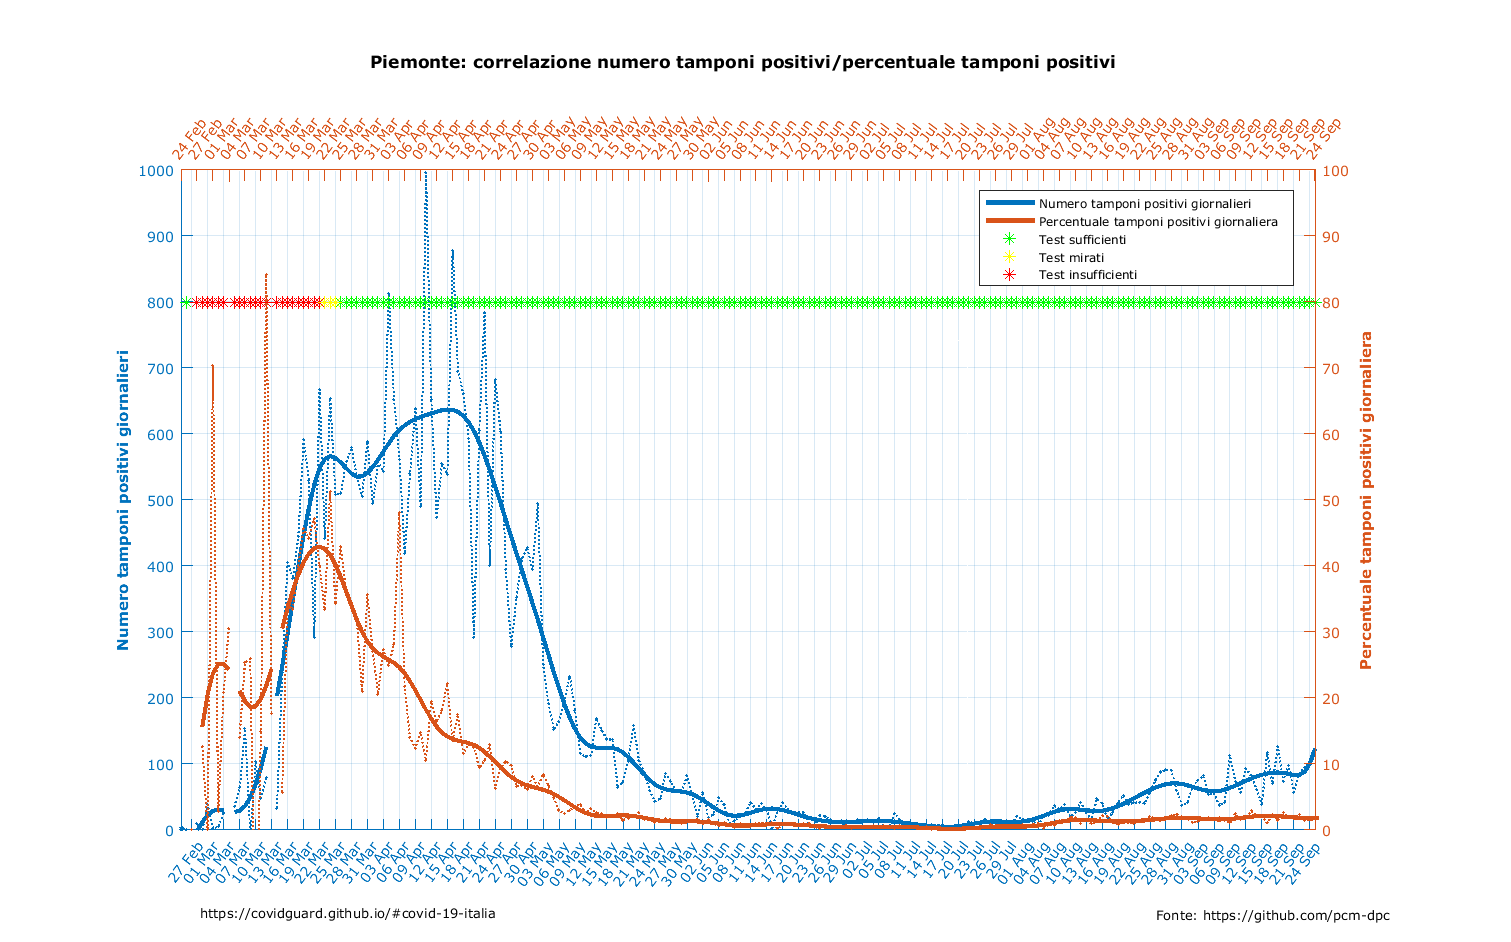 Piemonte: correlazione numero tamponi positivi/percentuale tamponi positivi
24 Feb
27 Feb
01 Mar
04 Mar
07 Mar
10 Mar
13 Mar
16 Mar
19 Mar
22 Mar
25 Mar
28 Mar
31 Mar
03 Apr
06 Apr
09 Apr
12 Apr
15 Apr
18 Apr
21 Apr
24 Apr
27 Apr
30 Apr
03 May
06 May
09 May
12 May
15 May
18 May
21 May
24 May
27 May
30 May
02 Jun
05 Jun
08 Jun
11 Jun
14 Jun
17 Jun
20 Jun
23 Jun
26 Jun
29 Jun
02 Jul
05 Jul
08 Jul
11 Jul
14 Jul
17 Jul
20 Jul
23 Jul
26 Jul
29 Jul
01 Aug
04 Aug
07 Aug
10 Aug
13 Aug
16 Aug
19 Aug
22 Aug
25 Aug
28 Aug
31 Aug
03 Sep
06 Sep
09 Sep
12 Sep
15 Sep
18 Sep
21 Sep
24 Sep
1000
900
800
700
600
500
400
300
200
100
0
Numero tamponi positivi giornalieri
Numero tamponi positivi giornalieri
Percentuale tamponi positivi giornaliera
Test sufficienti
Test mirati
Test insufficienti
100
90
80
70
60
50
40
30
20
10
0
Percentuale tamponi positivi giornaliera
27 Feb
01 Mar
04 Mar
07 Mar
10 Mar
13 Mar
16 Mar
19 Mar
22 Mar
25 Mar
28 Mar
31 Mar
03 Apr
06 Apr
09 Apr
12 Apr
15 Apr
18 Apr
21 Apr
24 Apr
27 Apr
30 Apr
03 May
06 May
09 May
12 May
15 May
18 May
21 May
24 May
27 May
30 May
02 Jun
05 Jun
08 Jun
11 Jun
14 Jun
17 Jun
20 Jun
23 Jun
26 Jun
29 Jun
02 Jul
05 Jul
08 Jul
11 Jul
14 Jul
17 Jul
20 Jul
23 Jul
26 Jul
29 Jul
01 Aug
04 Aug
07 Aug
10 Aug
13 Aug
16 Aug
19 Aug
22 Aug
25 Aug
28 Aug
31 Aug
03 Sep
06 Sep
09 Sep
12 Sep
15 Sep
18 Sep
21 Sep
24 Sep
https://covidguard.github.io/#covid-19-italia
Fonte: https://github.com/pcm-dpc